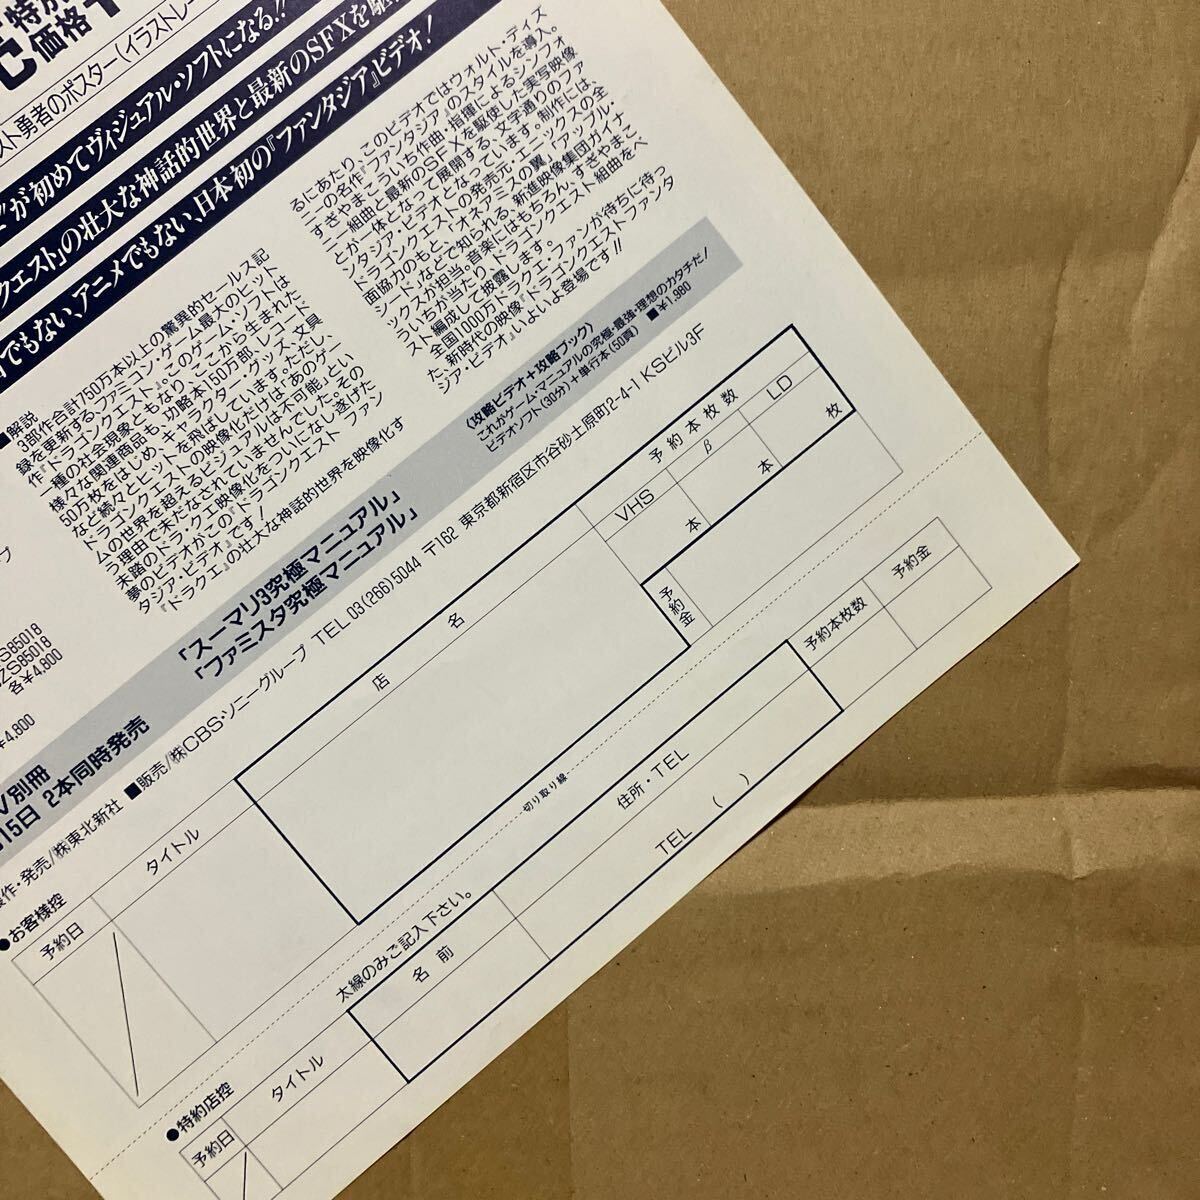 特別
価格
スト勇者のポスター(イラストレー
が初めてヴィジュアル・ソフトになる!!
クエスト」の壮大な神話的世界と最新のSFXを駆
でもない、アニメでもない、日本初の『ファンタジア』ビデオ!
■解説
3部作合計750万本以上の驚異的セールス記
録を更新する、ファミコン・ゲーム最大のヒット
作『ドラゴンクエスト』。このゲーム・ソフトは
一種の社会現象ともなり、ここから生まれた
様々な関連商品も、攻略本150万部、レコード
50万枚をはじめ、キャラクター・グッズ、文具
など続々とヒットを飛ばしています。ただし、
ドラゴンクエストの映像化だけは「あのゲー
ムの世界を超えるビジュアルは不可能」とい
う理由で未だなされていませんでした。その
未踏のドラクエ映像化をついになし遂げた
夢のビデオがこの『ドラゴンクエスト ファン
タジア・ビデオ』です!
『ドラクエ』の壮大な神話的世界を映像化す
るにあたり、このビデオではウォルト・ディズ
ニーの名作『ファンタジア』のスタイルを導入。
すぎやまこういち作曲・指揮によるシンフォ
ニック組曲と最新のSFXを駆使した実写映像
とが一体となって展開する、文字通りのファ
ンタジア・ビデオとなっています。制作には、
ドラゴンクエストの発売元・エニックスの全
面協力のもと、『オネアミスの翼』『アップル・
シード』などで知られる、新進映像集団ガイナ
ックスが担当。音楽にはもちろん、すぎやまこ
ういちが当たり、ドラゴンクエスト組曲をベ
スト編成して披露します。
全国1000万ドラクエ・ファンが待ちに待っ
た、新時代の映像『ドラゴンクエストファンタ
ジア・ビデオ』いよいよ登場です!!
S85018
ZS85018
各¥4,800
¥4,800
V別冊
15日 2本同時発売
「スーマリ3究極マニュアル」
「ファミスタ究極マニュアル」
(攻略ビデオ+攻略ブック)
これがゲーム・マニュアルの究極・最強・理想のカタチだ!
ビデオソフト(30分)+単行本(50頁) ■¥1,980
製作・発売/㈱東北新社 ■販売/㈱CBS・ソニーグループ TEL03(266)5044 〒162 東京都新宿区市谷砂土原町2-4-1 KSビル3F
●お客様控
予約日
タイトル
店名
予約本枚数
VHS
β
LD
本
本
枚
予約金
切り取り線
太線のみご記入下さい。
●特約店控
予約日
タイトル
名前
住所・TEL
TEL ( )
予約本枚数
予約金